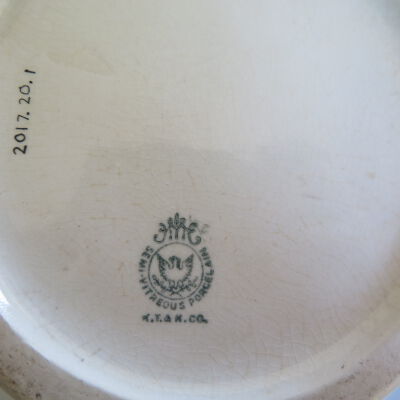 2017.20.1
SEMI-VITREOUS PORCELAIN
K.T.& K.CO.